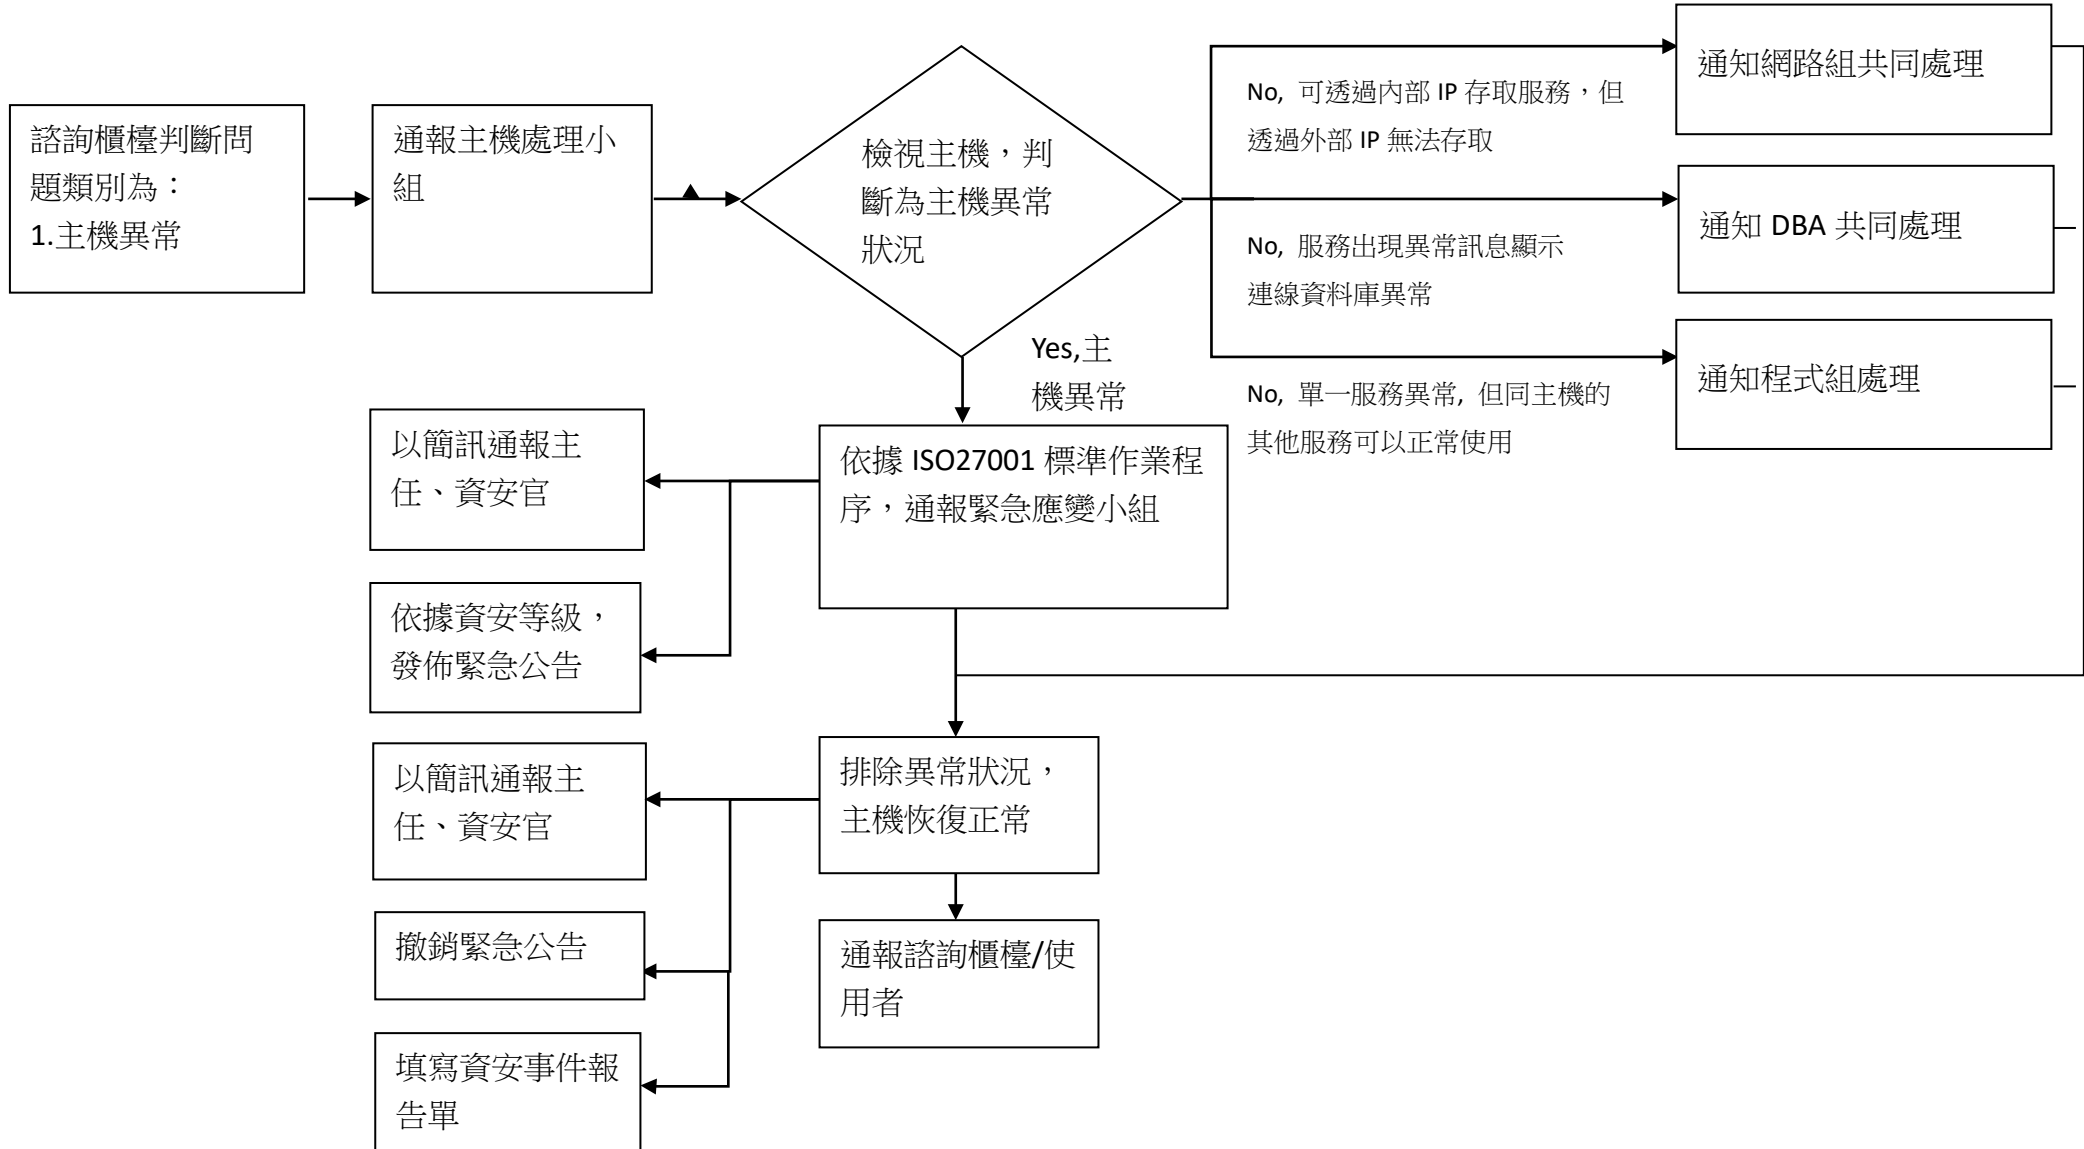 諮詢櫃檯判斷問
題類別為：
1.主機異常
通報主機處理小
組
檢視主機，判
斷為主機異常
狀況
No, 可透過內部 IP 存取服務，但
透過外部 IP 無法存取
通知網路組共同處理
No, 服務出現異常訊息顯示
連線資料庫異常
通知 DBA 共同處理
No, 單一服務異常, 但同主機的
其他服務可以正常使用
通知程式組處理
Yes,主
機異常
依據 ISO27001 標準作業程
序，通報緊急應變小組
以簡訊通報主
任、資安官
依據資安等級，
發佈緊急公告
排除異常狀況，
主機恢復正常
以簡訊通報主
任、資安官
撤銷緊急公告
填寫資安事件報
告單
通報諮詢櫃檯/使
用者